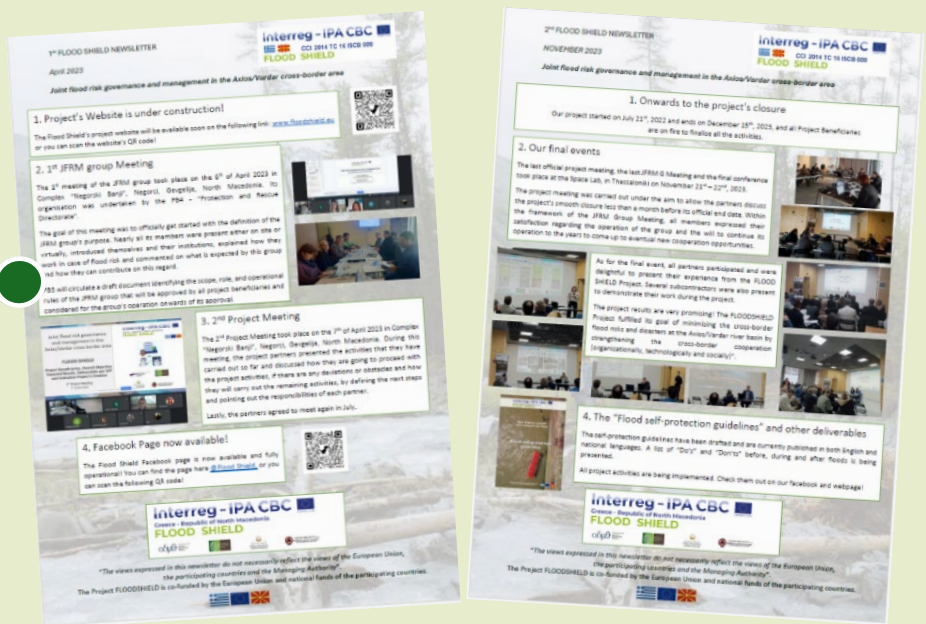 1st FLOOD SHIELD NEWSLETTER
April 2023
Interreg - IPA CBC
CCI 2014 TC 16 I5CB 009
FLOOD SHIELD
Joint flood risk governance and management in the Axios/Vardar cross-border area
1. Project's Website is under construction!
The Flood Shield's project website will be available soon on the following link: www.floodshield.eu
or you can scan the website's QR code!
2. 1st JFRM group Meeting
The 1st meeting of the JFRM group took place on the 6th of April 2023 in
Complex "Negorski Banji", Negorci, Gevgelija, North Macedonia. Its
organisation was undertaken by the PB4 – "Protection and Rescue
Directorate".
The goal of this meeting was to officially get started with the definition of the
JFRM group's purpose. Nearly all its members were present either on site or
virtually, introduced themselves and their institutions, explained how they
work in case of flood risk and commented on what is expected by this group
and how they can contribute on this regard.
PB3 will circulate a draft document identifying the scope, role, and operational
rules of the JFRM group that will be approved by all project beneficiaries and
considered for the group's operation onwards of its approval.
3. 2nd Project Meeting
The 2nd Project Meeting took place on the 7th of April 2023 in Complex
"Negorski Banji", Negorci, Gevgelija, North Macedonia. During this
meeting, the project partners presented the activities that they have
carried out so far and discussed how they are going to proceed with
the project activities, if there are any deviations or obstacles and how
they will carry out the remaining activities, by defining the next steps
and pointing out the responsibilities of each partner.
Lastly, the partners agreed to meet again in July.
4. Facebook Page now available!
The Flood Shield Facebook page is now available and fully
operational! You can find the page here @Flood Shield, or you
can scan the following QR code!
Interreg - IPA CBC
Greece - Republic of North Macedonia
FLOOD SHIELD
"The views expressed in this newsletter do not necessarily reflect the views of the European Union,
the participating countries and the Managing Authority".
The Project FLOODSHIELD is co-funded by the European Union and national funds of the participating countries.
2nd FLOOD SHIELD NEWSLETTER
NOVEMBER 2023
Interreg - IPA CBC
CCI 2014 TC 16 I5CB 009
FLOOD SHIELD
Joint flood risk governance and management in the Axios/Vardar cross-border area
1. Onwards to the project's closure
Our project started on July 21st, 2022 and ends on December 15th, 2023, and all Project Beneficiaries
are on fire to finalise all the activities.
2. Our final events
The last official project meeting, the last JFRM G Meeting and the final conference
took place at the Space Lab, in Thessaloniki on November 21st – 22nd, 2023.
The project meeting was carried out under the aim to allow the partners discuss
the project's smooth closure less than a month before its official end date. Within
the framework of the JFRM Group Meeting, all members expressed their
satisfaction regarding the operation of the group and the will to continue its
operation to the years to come up to eventual new cooperation opportunities.
As for the final event, all partners participated and were
delightful to present their experience from the FLOOD
SHIELD Project. Several subcontractors were also present
to demonstrate their work during the project.
The project results are very promising! The FLOODSHIELD
Project fulfilled its goal of minimizing the cross-border
flood risks and disasters at the Axios/Vardar river basin by
strengthening the cross-border cooperation
(organizationally, technologically and socially)".
4. The "Flood self-protection guidelines" and other deliverables
The self-protection guidelines have been drafted and are currently published in both English and
national languages. A list of "Do's" and "Don'ts" before, during and after floods is being
presented.
All project activities are being implemented. Check them out on our facebook and webpage!
Interreg - IPA CBC
Greece - Republic of North Macedonia
FLOOD SHIELD
"The views expressed in this newsletter do not necessarily reflect the views of the European Union,
the participating countries and the Managing Authority".
The Project FLOODSHIELD is co-funded by the European Union and national funds of the participating countries.